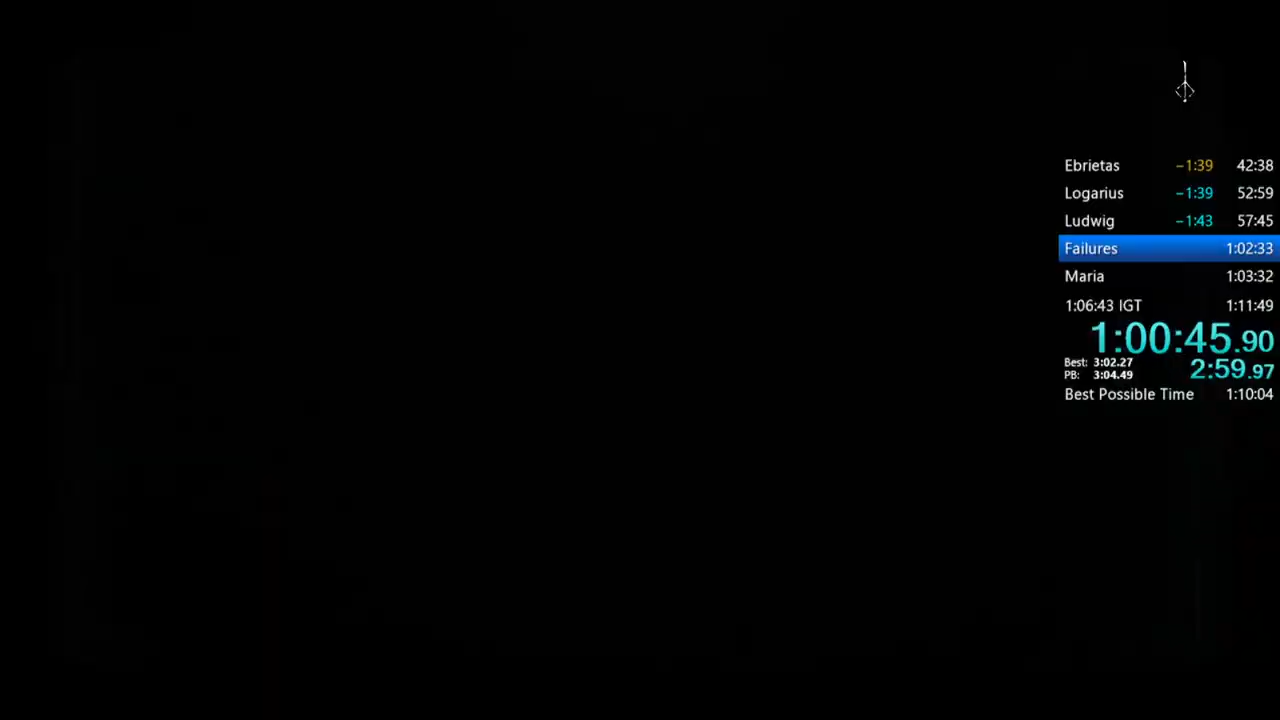 Ebrietas −1:39 42:38
Logarius −1:39 52:59
Ludwig −1:43 57:45
Failures 1:02:33
Maria 1:03:32
1:06:43 IGT 1:11:49
1:00:45.90
Best: 3:02.27 2:59.97
PB: 3:04.49
Best Possible Time 1:10:04